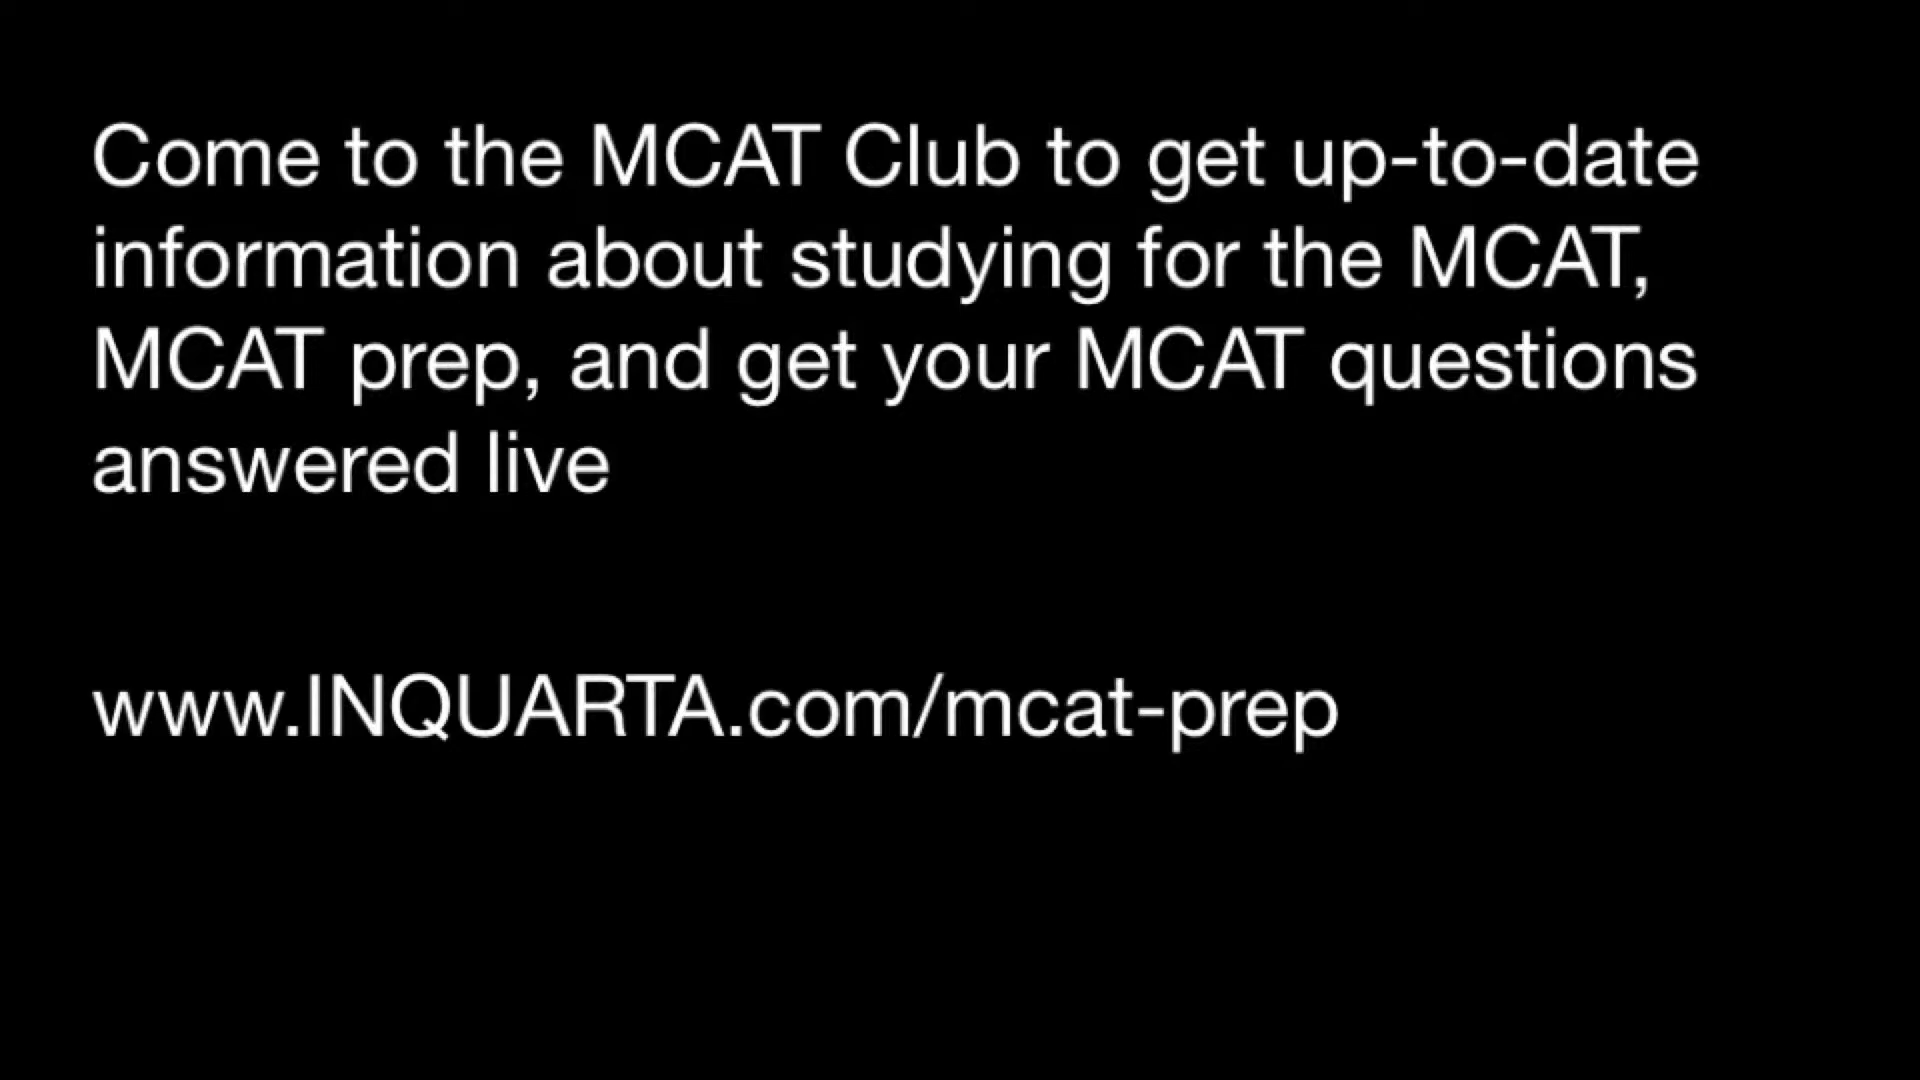 Come to the MCAT Club to get up-to-date
information about studying for the MCAT,
MCAT prep, and get your MCAT questions
answered live
www.INQUARTA.com/mcat-prep